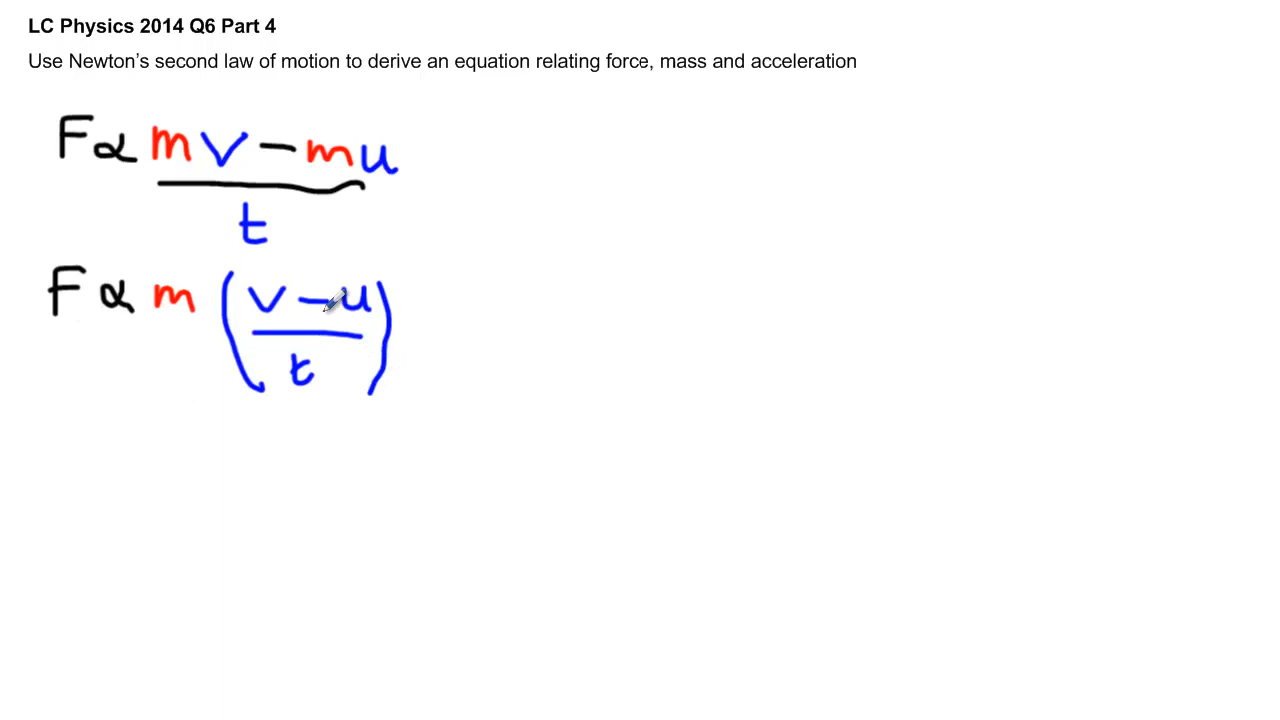 LC Physics 2014 Q6 Part 4
Use Newton's second law of motion to derive an equation relating force, mass and acceleration
F ∝ mv - mu
t
F ∝ m (v - u)
t